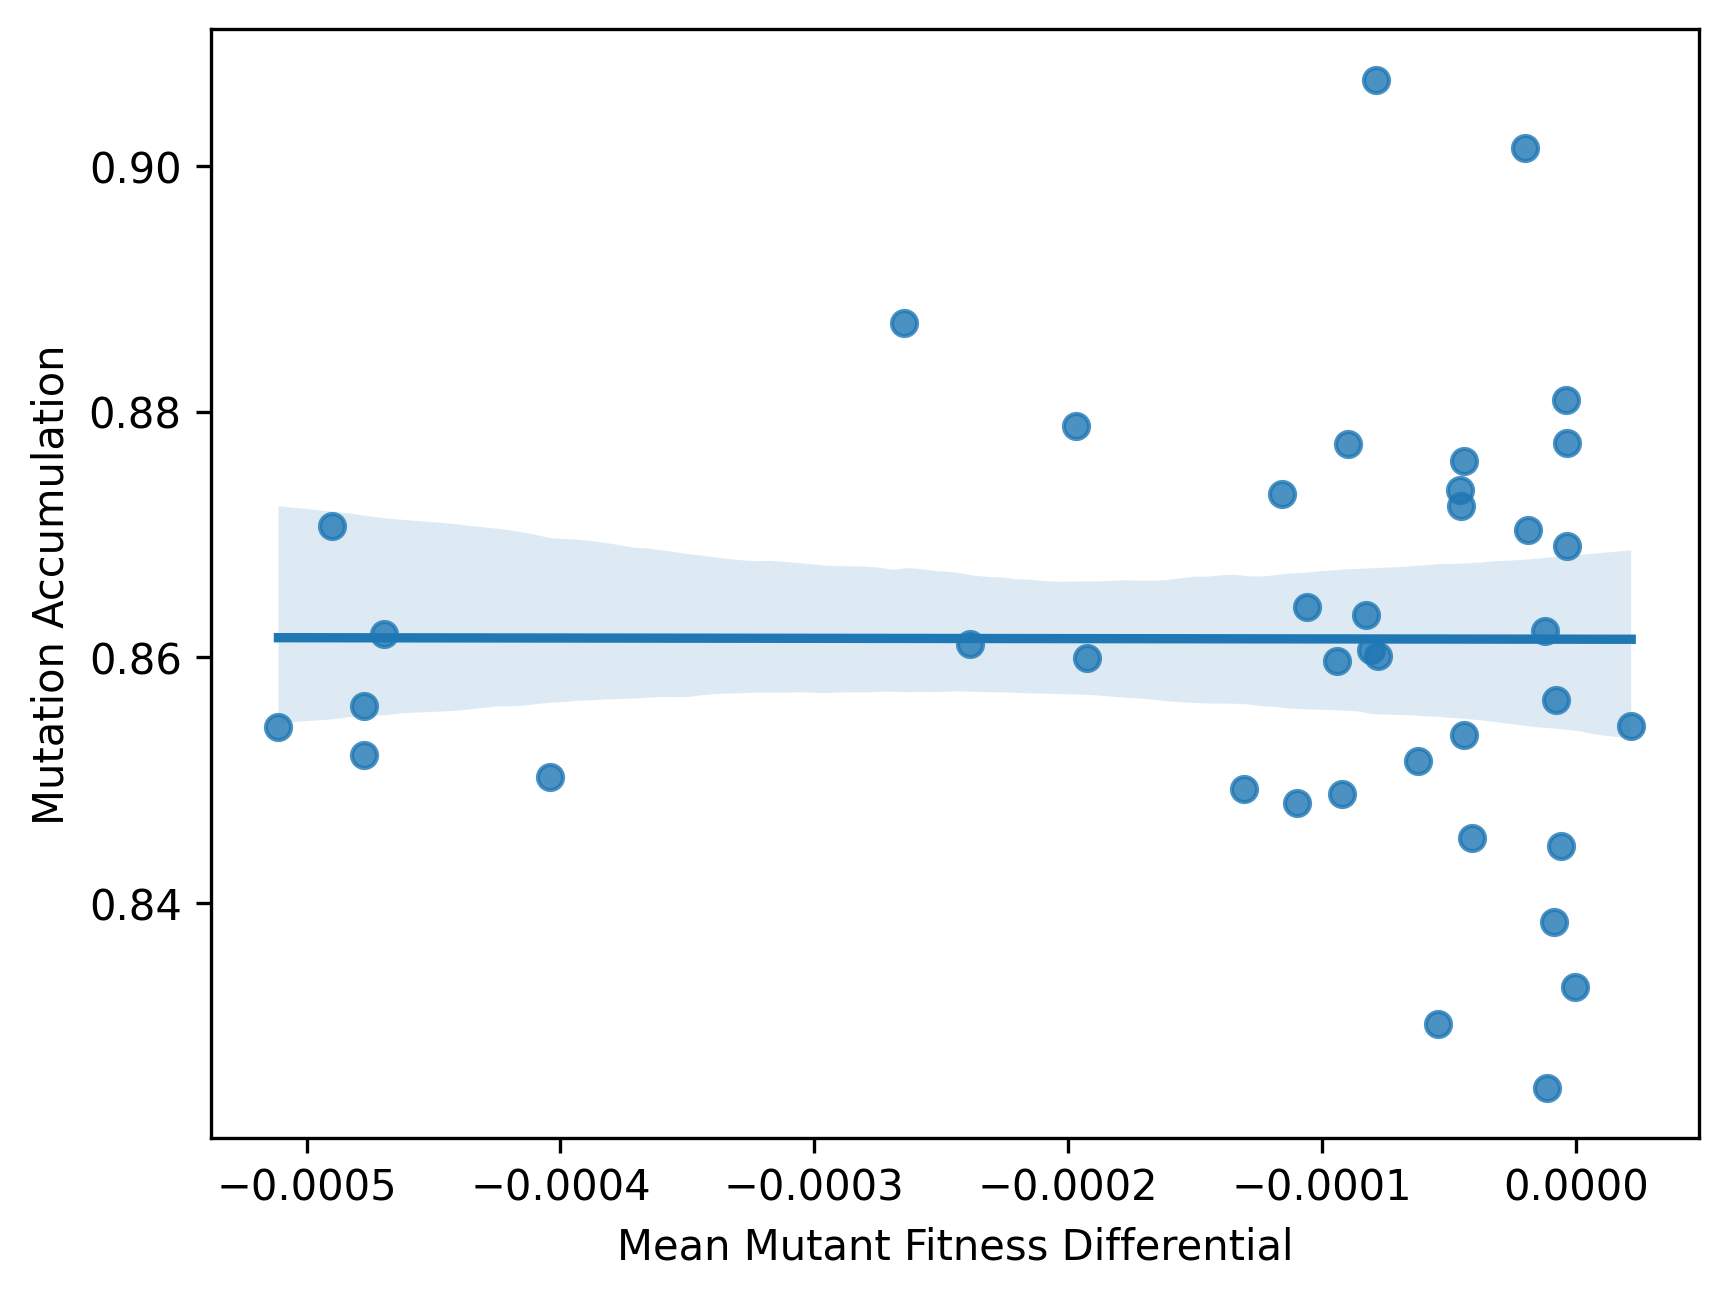 0.90
0.88
0.86
0.84
Mutation Accumulation
−0.0005 −0.0004 −0.0003 −0.0002 −0.0001 0.0000
Mean Mutant Fitness Differential